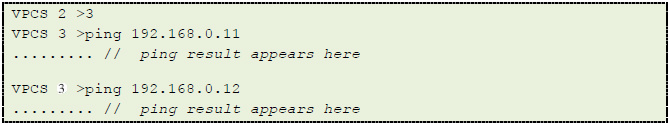 VPCS 2 >3
VPCS 3 >ping 192.168.0.11
......... // ping result appears here
VPCS 3 >ping 192.168.0.12
......... // ping result appears here